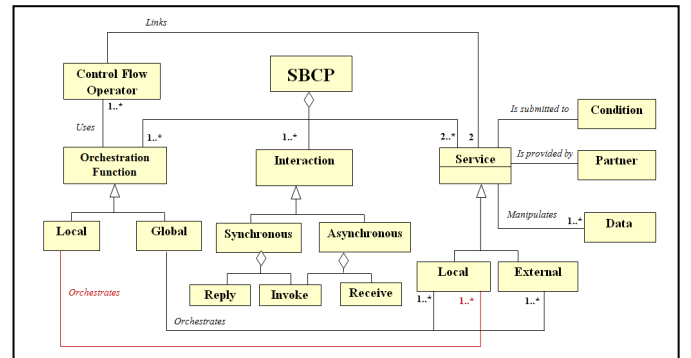 Links
Control Flow
Operator
SBCP
1..*
Uses
1..*
1..*
2..*
2
Is submitted to
Condition
Orchestration
Function
Interaction
Service
Is provided by
Partner
Manipulates
1..*
Data
Local
Global
Synchronous
Asynchronous
Local
External
Orchestrates
Reply
Invoke
Receive
1..*
1..*
1..*
Orchestrates